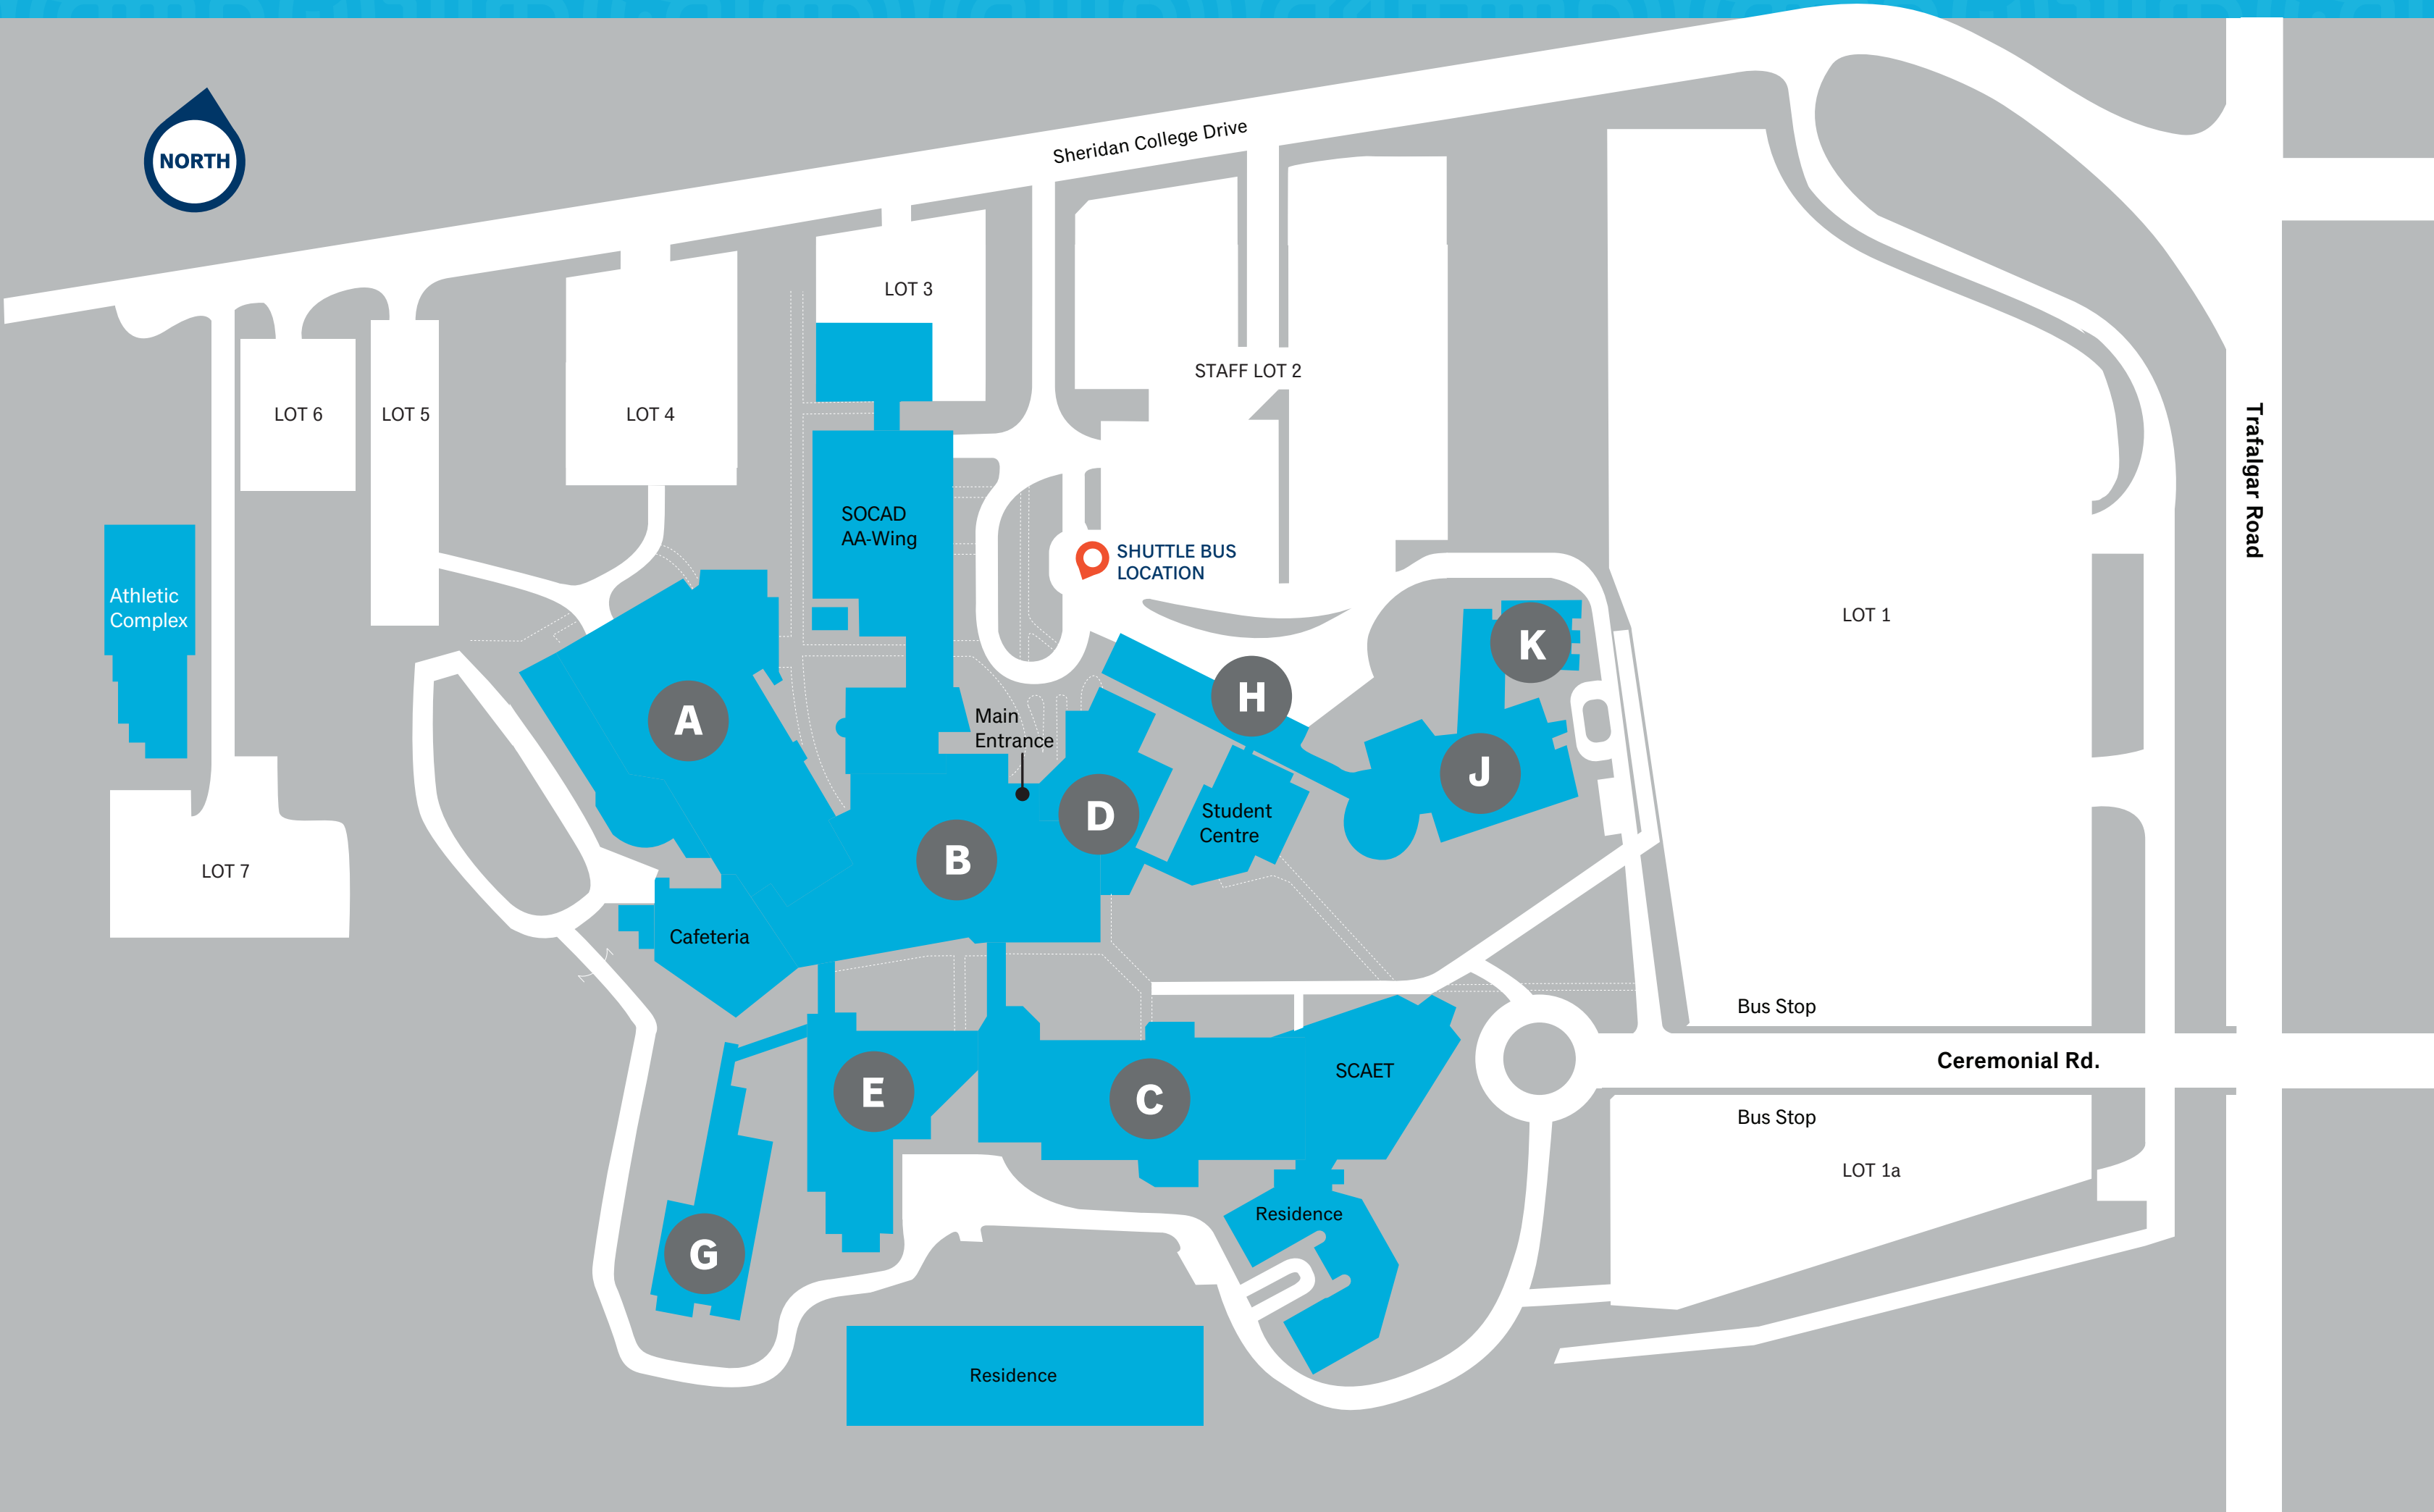 Sheridan College Drive
NORTH
LOT 3
STAFF LOT 2
LOT 6
LOT 5
LOT 4
Trafalgar Road
SOCAD
AA-Wing
SHUTTLE BUS
LOCATION
Athletic
Complex
LOT 1
K
H
A
Main
Entrance
J
D
Student
Centre
B
LOT 7
Cafeteria
Bus Stop
Ceremonial Rd.
SCAET
E
C
Bus Stop
LOT 1a
Residence
G
Residence